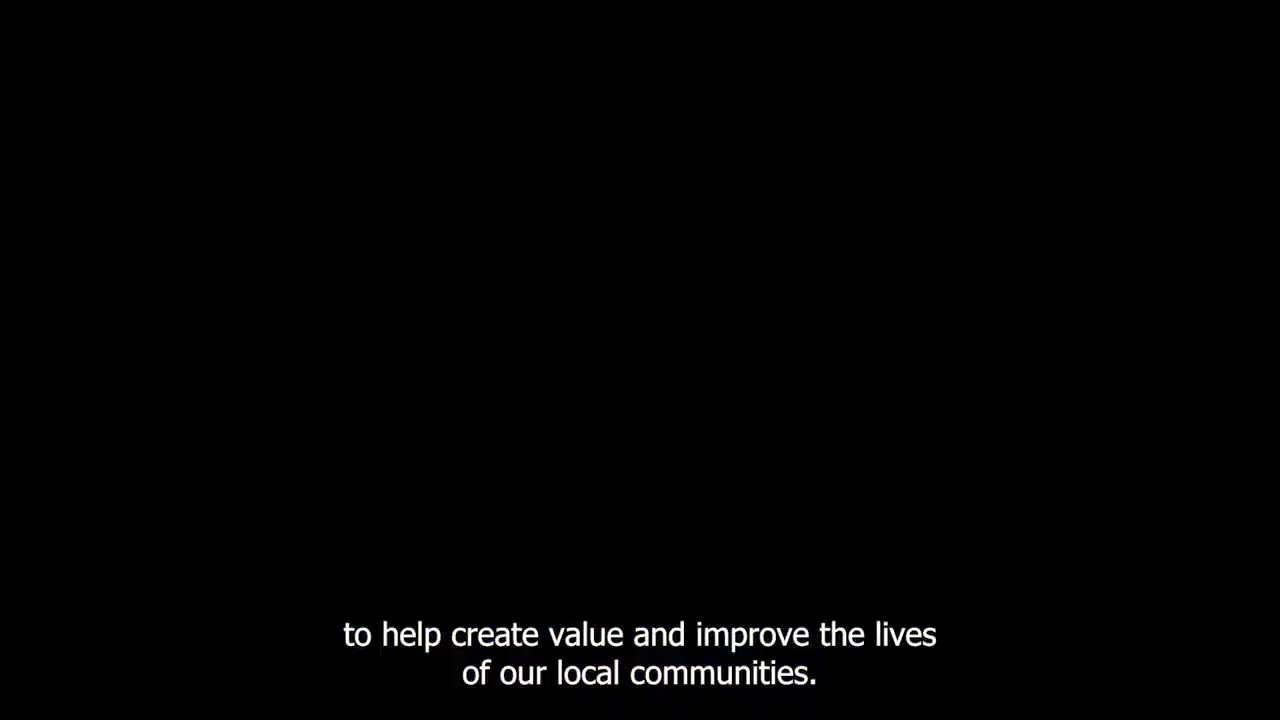 to help create value and improve the lives
of our local communities.